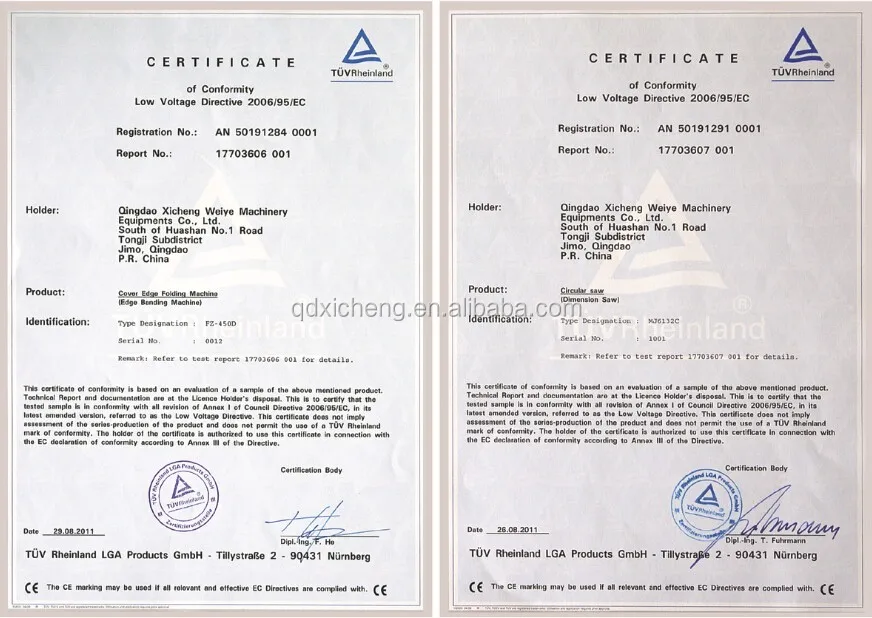 CERTIFICATE
TÜVRheinland
®
of Conformity
Low Voltage Directive 2006/95/EC
Registration No.: AN 50191284 0001
Report No.: 17703606 001
Holder: Qingdao Xicheng Weiye Machinery
Equipments Co., Ltd.
South of Huashan No.1 Road
Tongji Subdistrict
Jimo, Qingdao
P.R. China
Product: Cover Edge Folding Machine
(Edge Banding Machine)
Identification: Type Designation : FZ-450D
Serial No. : 0012
Remark: Refer to test report 17703606 001 for details.
This certificate of conformity is based on an evaluation of a sample of the above mentioned product.
Technical Report and documentation are at the Licence Holder's disposal. This is to certify that the
tested sample is in conformity with all revision of Annex I of Council Directive 2006/95/EC, in its
latest amended version, referred to as the Low Voltage Directive. This certificate does not imply
assessment of the series-production of the product and does not permit the use of a TÜV Rheinland
mark of conformity. The holder of the certificate is authorized to use this certificate in connection with
the EC declaration of conformity according to Annex III of the Directive.
Certification Body
TÜV Rheinland LGA Products GmbH
TÜVRheinland
Zertifizierungsstelle
Date 29.08.2011
Dipl.-Ing. F. He
TÜV Rheinland LGA Products GmbH - Tillystraße 2 - 90431 Nürnberg
CE The CE marking may be used if all relevant and effective EC Directives are complied with. CE
CERTIFICATE
TÜVRheinland
®
of Conformity
Low Voltage Directive 2006/95/EC
Registration No.: AN 50191291 0001
Report No.: 17703607 001
Holder: Qingdao Xicheng Weiye Machinery
Equipments Co., Ltd.
South of Huashan No.1 Road
Tongji Subdistrict
Jimo, Qingdao
P.R. China
Product: Circular saw
(Dimension Saw)
Identification: Type Designation : MJ6132C
Serial No. : 1001
Remark: Refer to test report 17703607 001 for details.
TÜVRheinland
®
This certificate of conformity is based on an evaluation of a sample of the above mentioned product.
Technical Report and documentation are at the Licence Holder's disposal. This is to certify that the
tested sample is in conformity with all revision of Annex I of Council Directive 2006/95/EC, in its
latest amended version, referred to as the Low Voltage Directive. This certificate does not imply
assessment of the series-production of the product and does not permit the use of a TÜV Rheinland
mark of conformity. The holder of the certificate is authorized to use this certificate in connection with
the EC declaration of conformity according to Annex III of the Directive.
Certification Body
TÜV Rheinland LGA Products GmbH
TÜVRheinland
Zertifizierungsstelle
Date 26.08.2011
Dipl.-Ing. T. Fuhrmann
TÜV Rheinland LGA Products GmbH - Tillystraße 2 - 90431 Nürnberg
CE The CE marking may be used if all relevant and effective EC Directives are complied with. CE
qdxicheng.en.alibaba.com